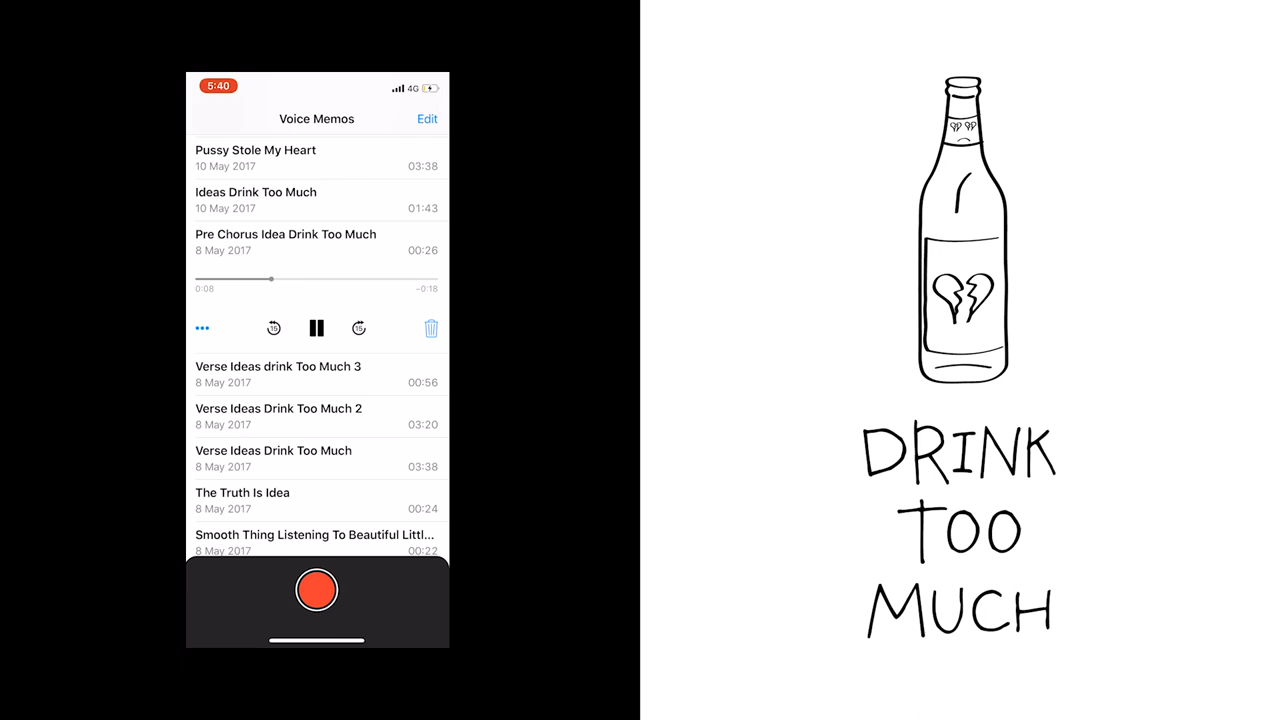 5:40
4G
Voice Memos
Edit
Pussy Stole My Heart
10 May 2017
03:38
Ideas Drink Too Much
10 May 2017
01:43
Pre Chorus Idea Drink Too Much
8 May 2017
00:26
0:08
-0:18
15
15
Verse Ideas drink Too Much 3
8 May 2017
00:56
Verse Ideas Drink Too Much 2
8 May 2017
03:20
Verse Ideas Drink Too Much
8 May 2017
03:38
The Truth Is Idea
8 May 2017
00:24
Smooth Thing Listening To Beautiful Littl...
8 May 2017
00:22
DRINK
TOO
MUCH